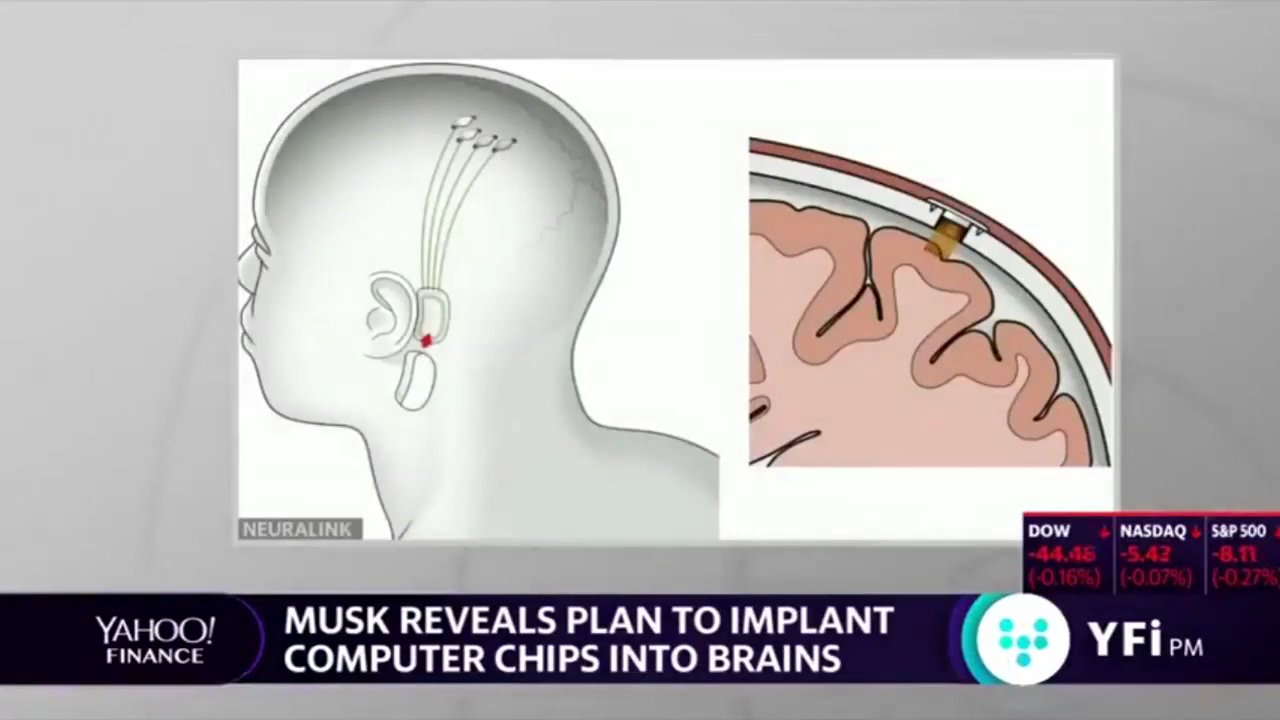 NEURALINK
DOW NASDAQ S&P 500
-44.46 -5.42 -8.11
(-0.16%) (-0.07%) (-0.27%
YAHOO!
FINANCE
MUSK REVEALS PLAN TO IMPLANT
COMPUTER CHIPS INTO BRAINS
YFi PM